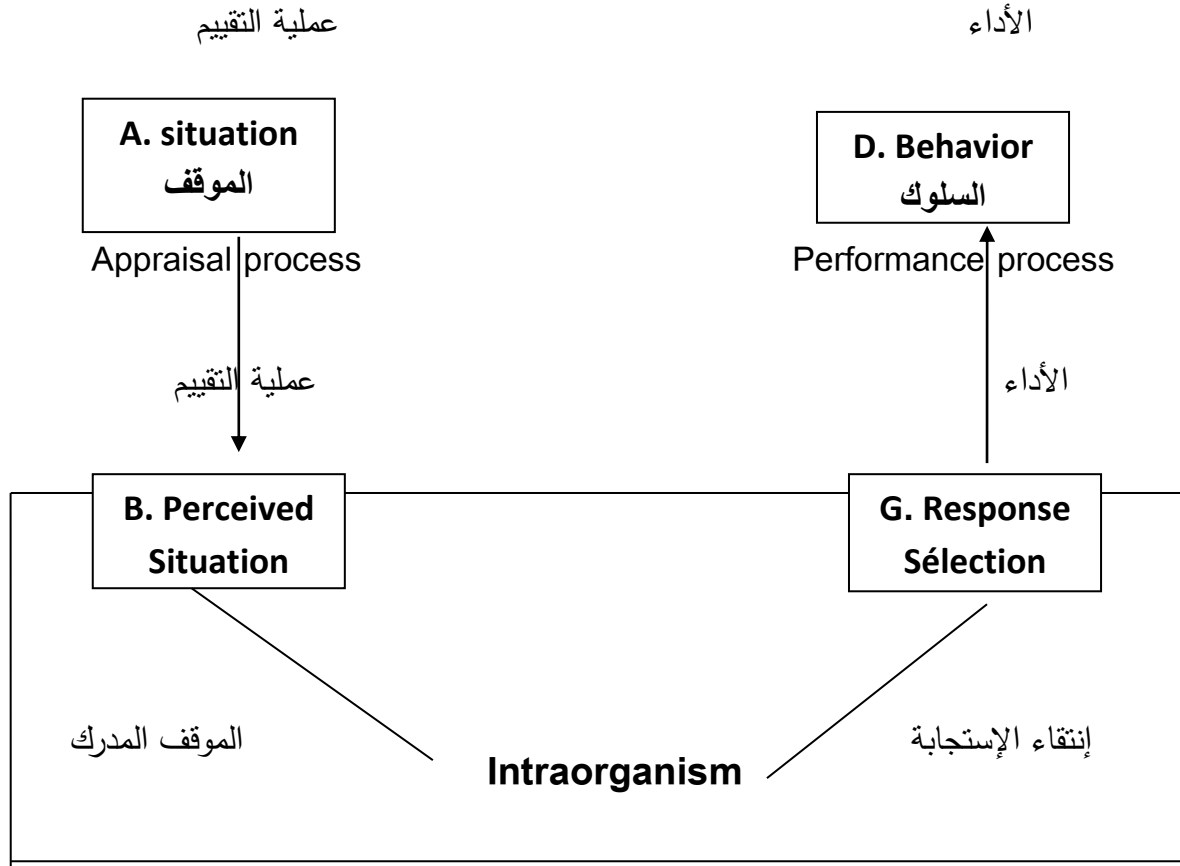 عملية التقييم
الأداء
A. situation
الموقف
D. Behavior
السلوك
Appraisal process
Performance process
عملية التقييم
الأداء
B. Perceived
Situation
G. Response
Sélection
الموقف المدرك
إنتقاء الإستجابة
Intraorganism